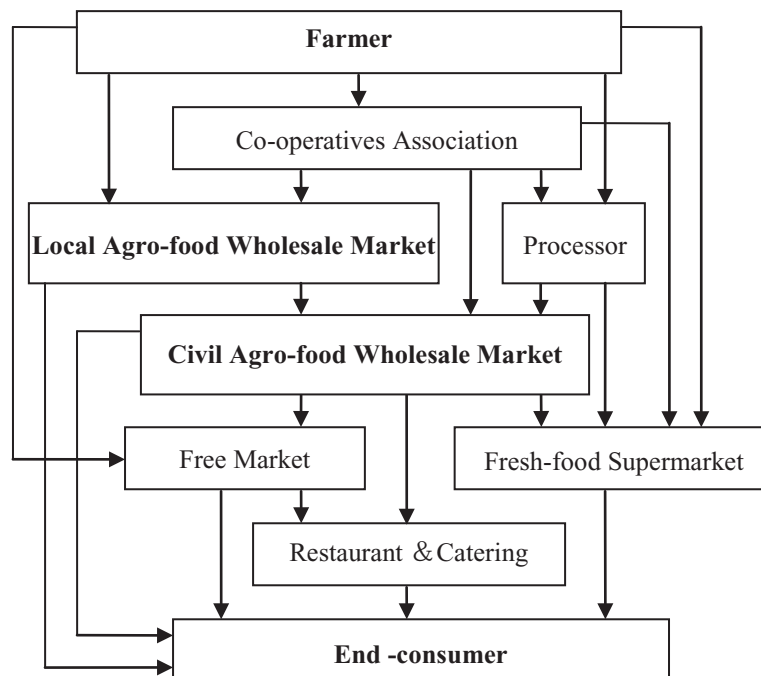 Farmer
Co-operatives Association
Local Agro-food Wholesale Market
Processor
Civil Agro-food Wholesale Market
Free Market
Fresh-food Supermarket
Restaurant & Catering
End -consumer